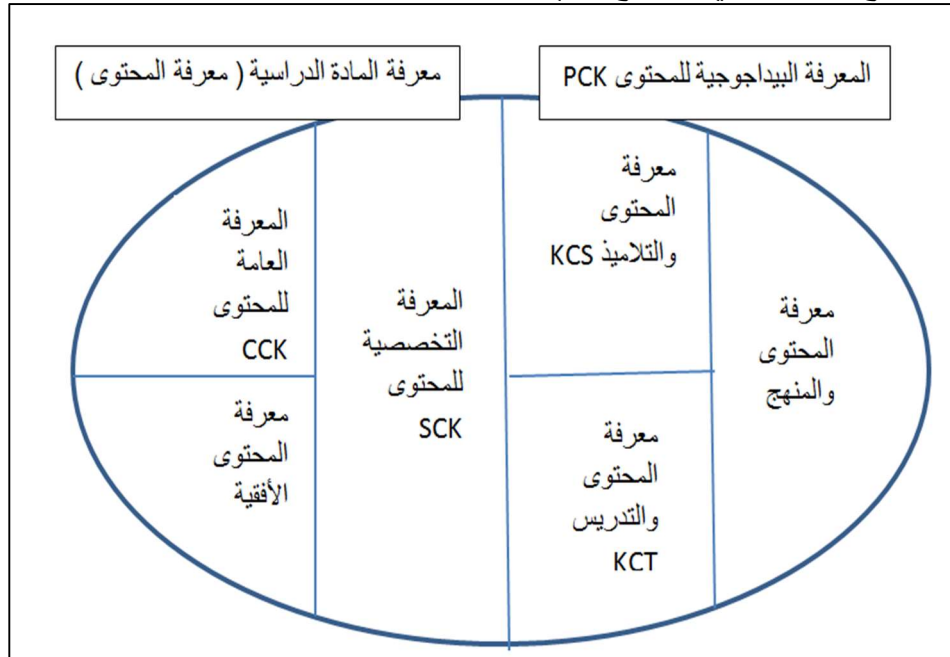 المعرفة البيداجوجية للمحتوى PCK
معرفة المادة الدراسية ( معرفة المحتوى )
معرفة
المحتوى
والتلاميذ KCS
معرفة
المحتوى
والمنهج
معرفة
المحتوى
والتدريس
KCT
المعرفة
التخصصية
للمحتوى
SCK
المعرفة
العامة
للمحتوى
CCK
معرفة
المحتوى
الأفقية